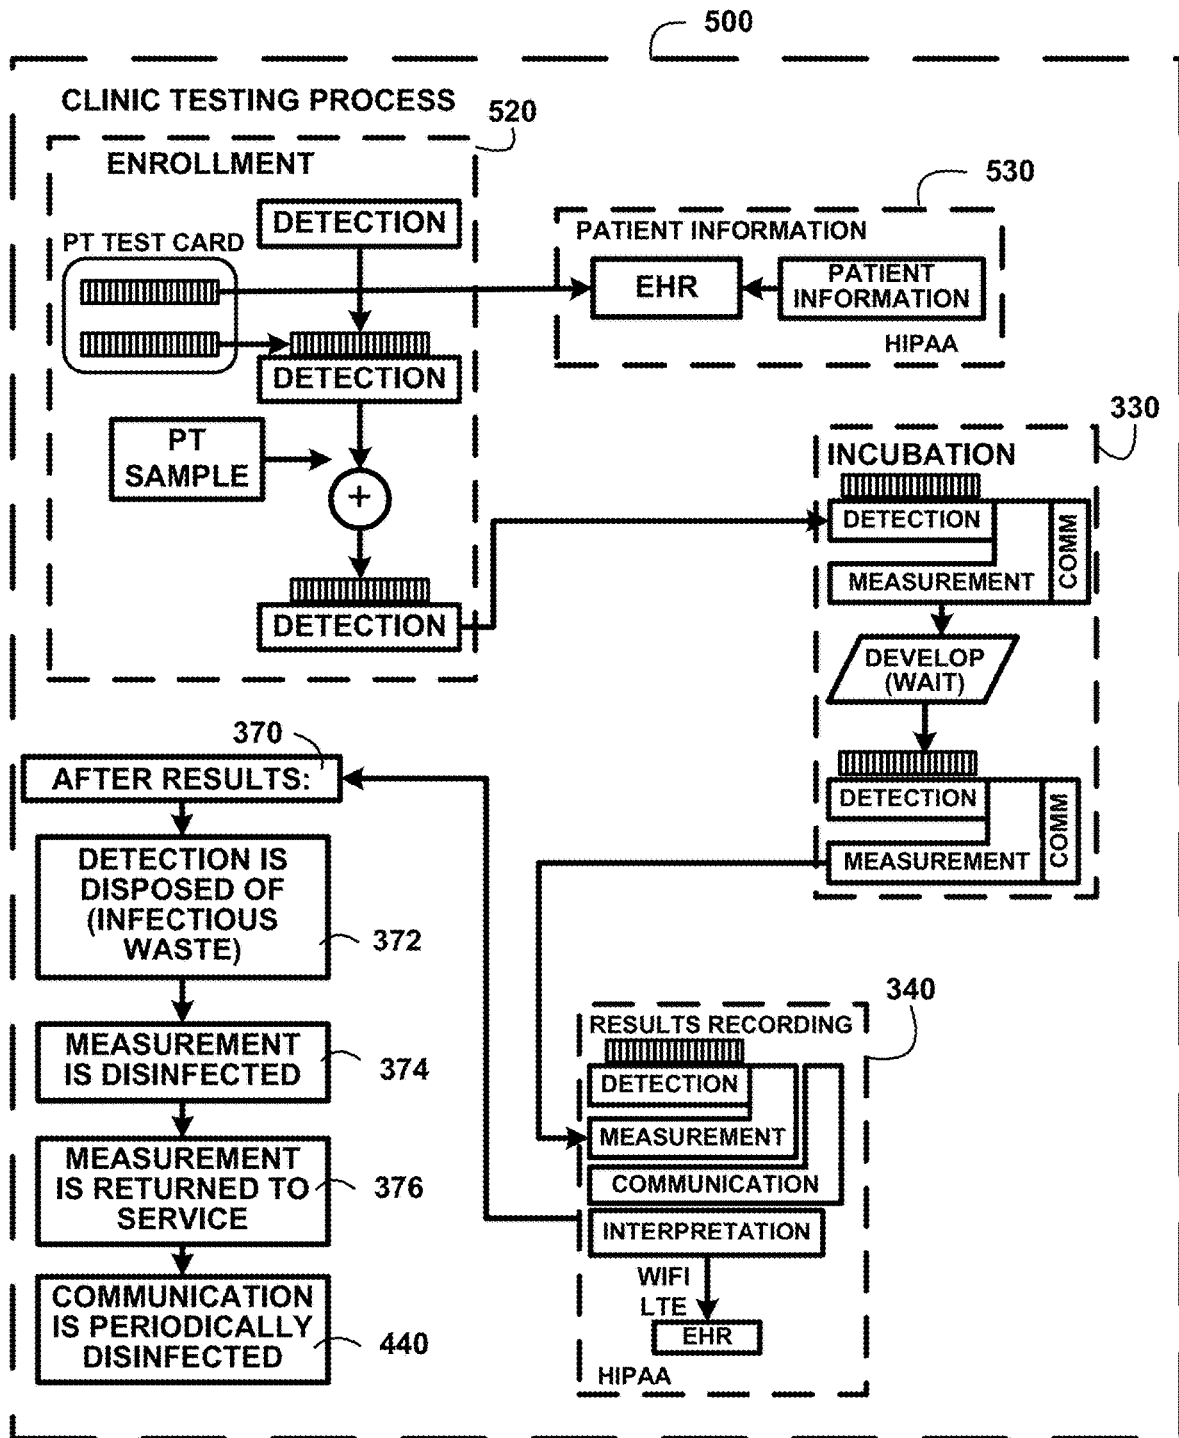 500
CLINIC TESTING PROCESS
520
ENROLLMENT
DETECTION
PT TEST CARD
DETECTION
PT
SAMPLE
+
DETECTION
530
PATIENT INFORMATION
EHR
PATIENT
INFORMATION
HIPAA
330
INCUBATION
DETECTION
MEASUREMENT
COMM
DEVELOP
(WAIT)
DETECTION
MEASUREMENT
COMM
340
RESULTS RECORDING
DETECTION
MEASUREMENT
COMMUNICATION
INTERPRETATION
WIFI
LTE
EHR
HIPAA
370
AFTER RESULTS:
DETECTION IS
DISPOSED OF
(INFECTIOUS
WASTE)
372
MEASUREMENT
IS DISINFECTED
374
MEASUREMENT
IS RETURNED TO
SERVICE
376
COMMUNICATION
IS PERIODICALLY
DISINFECTED
440